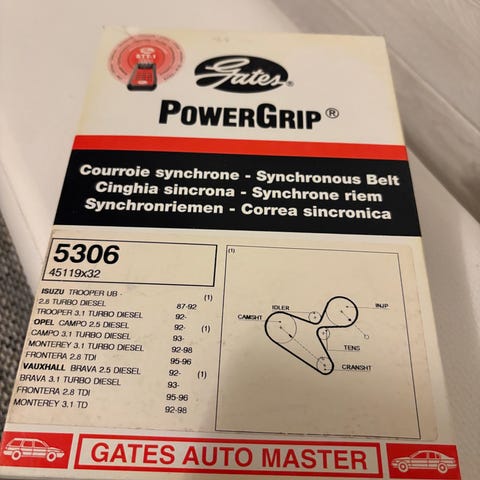 STT-1
Gates®
POWERGRIP®
Courroie synchrone - Synchronous Belt
Cinghia sincrona - Synchrone riem
Synchronriemen - Correa sincronica
5306
45119x32
ISUZU TROOPER UB - (1)
2.8 TURBO DIESEL 87-92
TROOPER 3.1 TURBO DIESEL 92-
OPEL CAMPO 2.5 DIESEL 92- (1)
CAMPO 3.1 TURBO DIESEL 93-
MONTEREY 3.1 TURBO DIESEL 92-98
FRONTERA 2.8 TDI 95-96
VAUXHALL BRAVA 2.5 DIESEL 92- (1)
BRAVA 3.1 TURBO DIESEL 93-
FRONTERA 2.8 TDI 95-96
MONTEREY 3.1 TD 92-98
(1)
IDLER
INJP
CAMSHT
TENS
CRANSHT
GATES AUTO MASTER